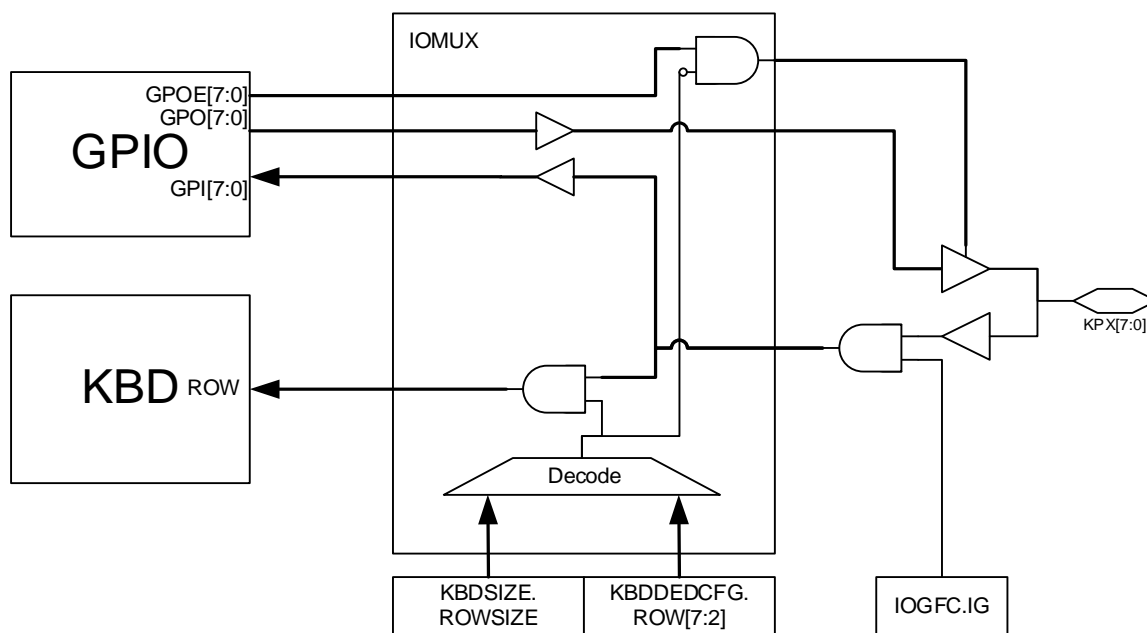 IOMUX
GPOE[7:0]
GPO[7:0]
GPIO
GPI[7:0]
KPX[7:0]
KBD
ROW
Decode
KBDSIZE.
ROWSIZE
KBDDEDCFG.
ROW[7:2]
IOGFC.IG